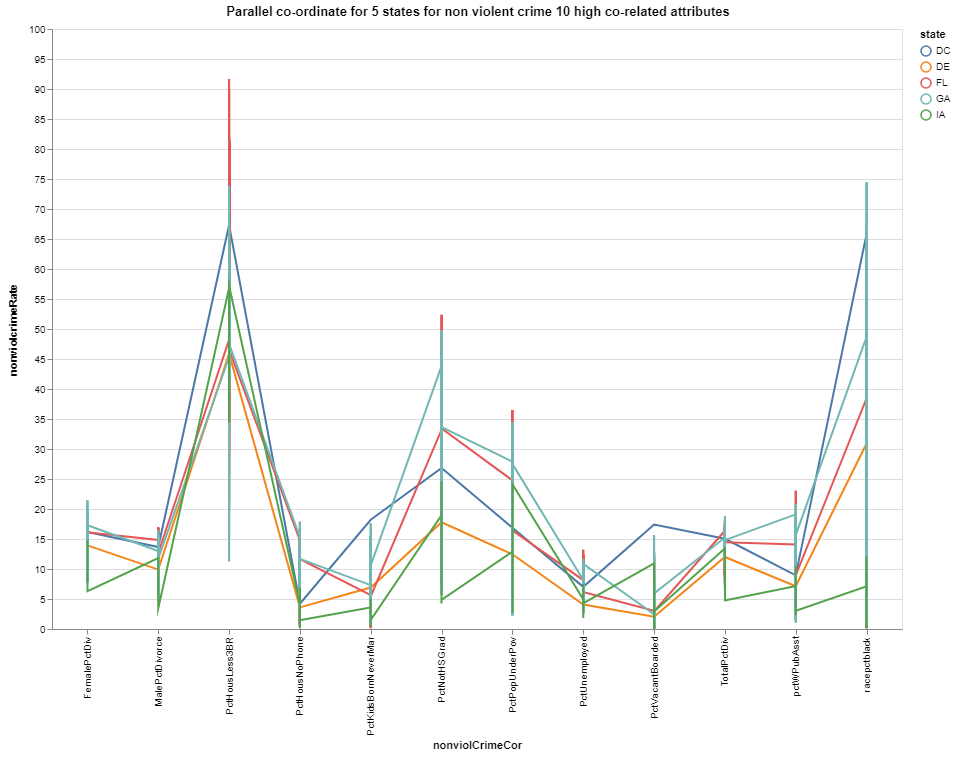 Parallel co-ordinate for 5 states for non violent crime 10 high co-related attributes
state
DC
DE
FL
GA
IA
100
95
90
85
80
75
70
65
60
55
50
45
40
35
30
25
20
15
10
5
0
nonviolcrimeRate
FemalePctDiv
MalePctDivorce
PctHousLess3BR
PctHousNoPhone
PctKidsBornNeverMar
PctNotHSGrad
PctPopUnderPov
PctUnemployed
PctVacantBoarded
TotalPctDiv
pctWPubAsst
racepctblack
nonviolCrimeCor